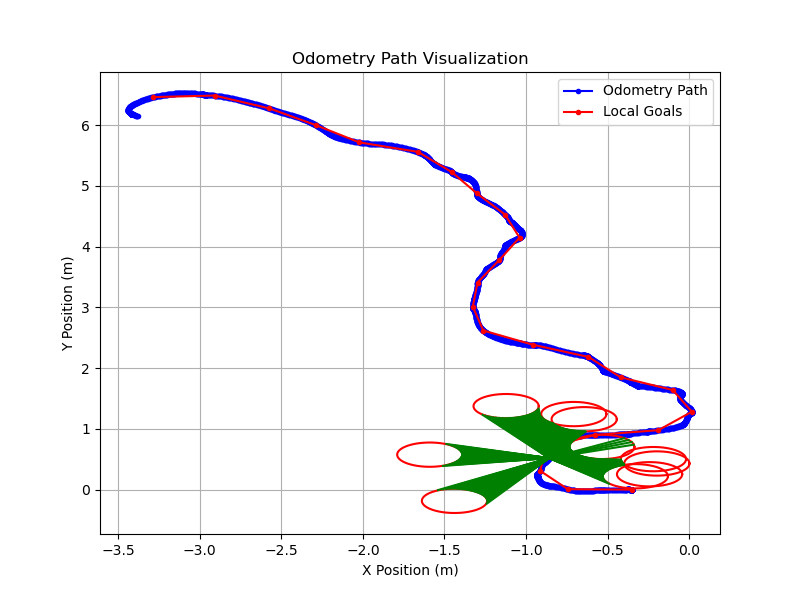 Odometry Path Visualization
Odometry Path
Local Goals
Y Position (m)
6
5
4
3
2
1
0
−3.5 −3.0 −2.5 −2.0 −1.5 −1.0 −0.5 0.0
X Position (m)